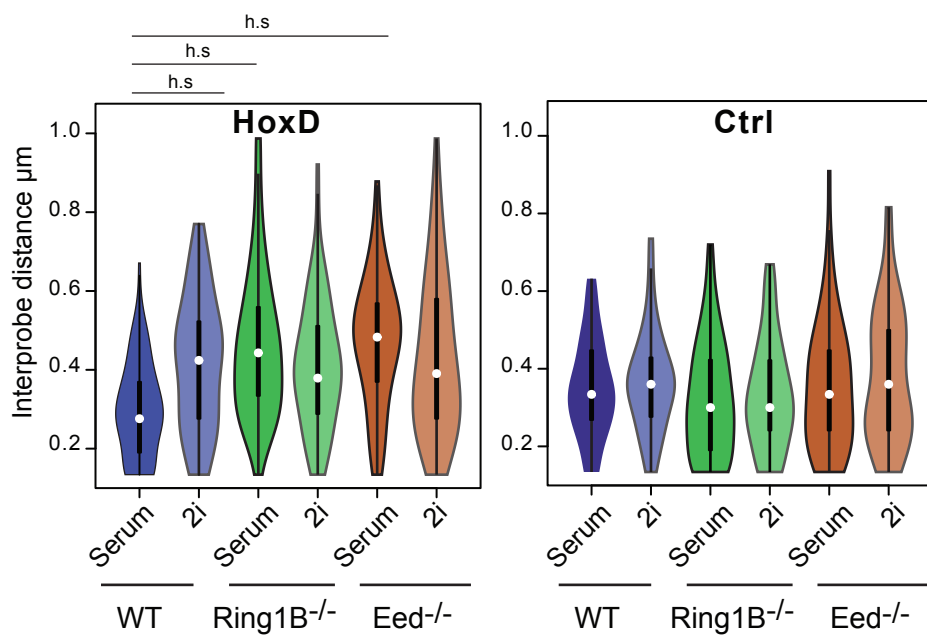 h.s
h.s
h.s
HoxD
Ctrl
Interprobe distance µm
1.0
0.8
0.6
0.4
0.2
1.0
0.8
0.6
0.4
0.2
Serum
2i
Serum
2i
Serum
2i
Serum
2i
Serum
2i
Serum
2i
WT
Ring1B-/-
Eed-/-
WT
Ring1B-/-
Eed-/-